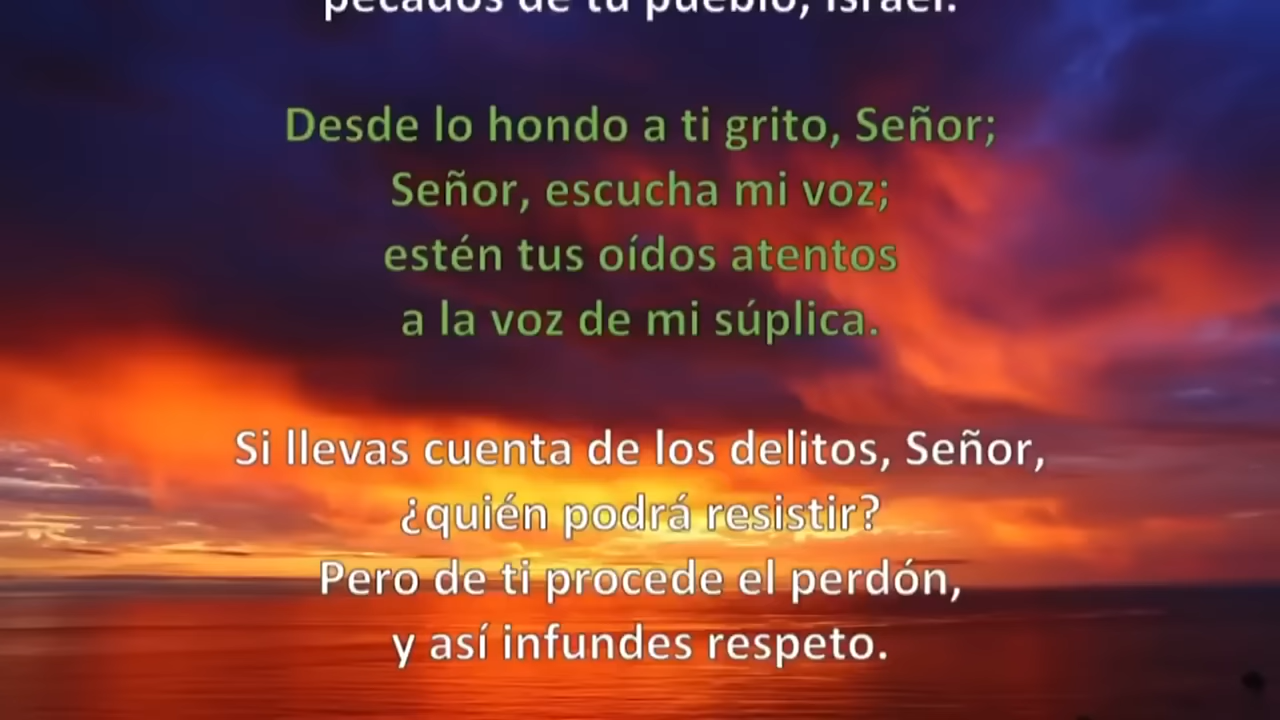 pecados de tu pueblo, Israel.
Desde lo hondo a ti grito, Señor;
Señor, escucha mi voz;
estén tus oídos atentos
a la voz de mi súplica.
Si llevas cuenta de los delitos, Señor,
¿quién podrá resistir?
Pero de ti procede el perdón,
y así infundes respeto.